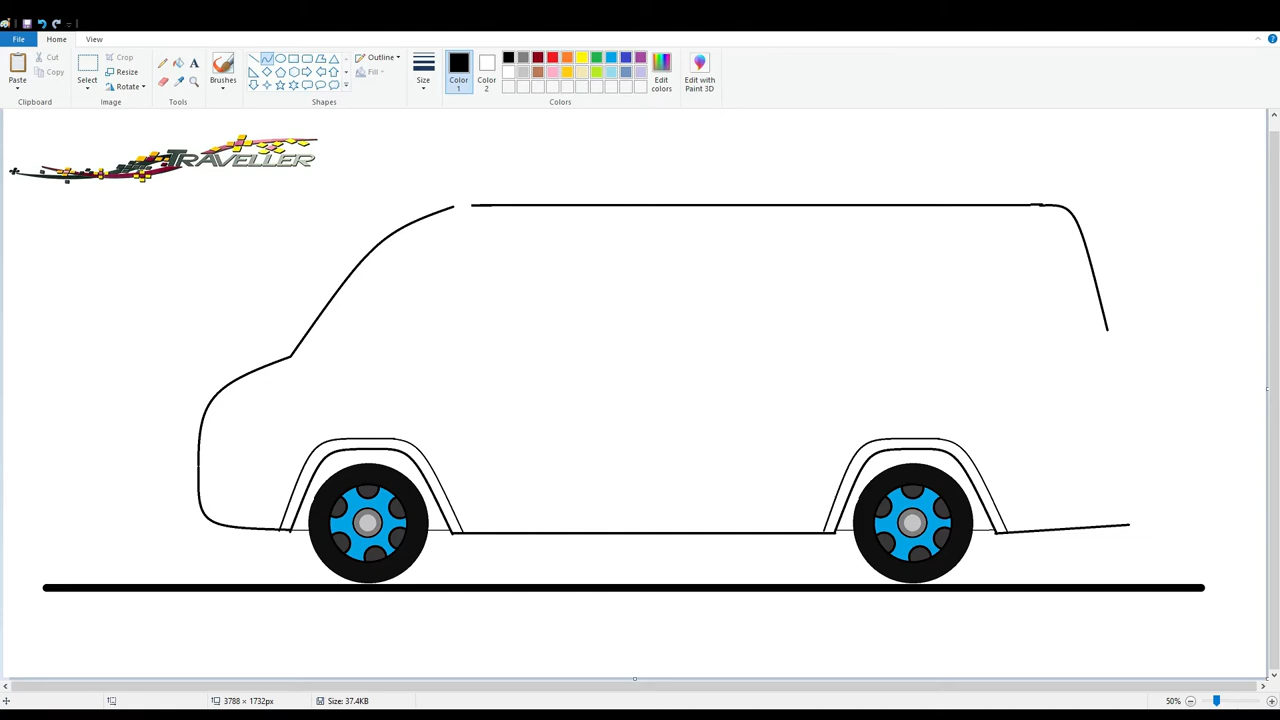 File Home View
Paste
Cut
Copy
Clipboard
Select
Crop
Resize
Rotate
Image
Tools
Brushes
Shapes
Outline
Fill
Size
Color 1
Color 2
Edit colors
Colors
Edit with Paint 3D
TRAVELLER
3788 × 1732px
Size: 37.4KB
50%